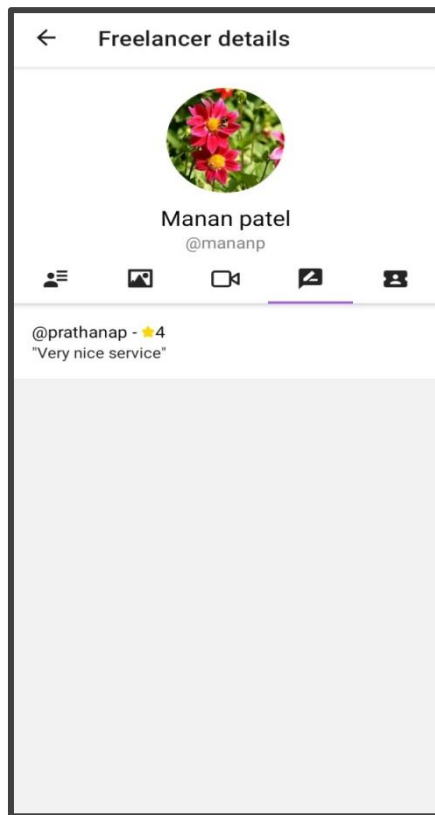 Freelancer details
Manan patel
@mananp
@prathanap - ⭐4
"Very nice service"